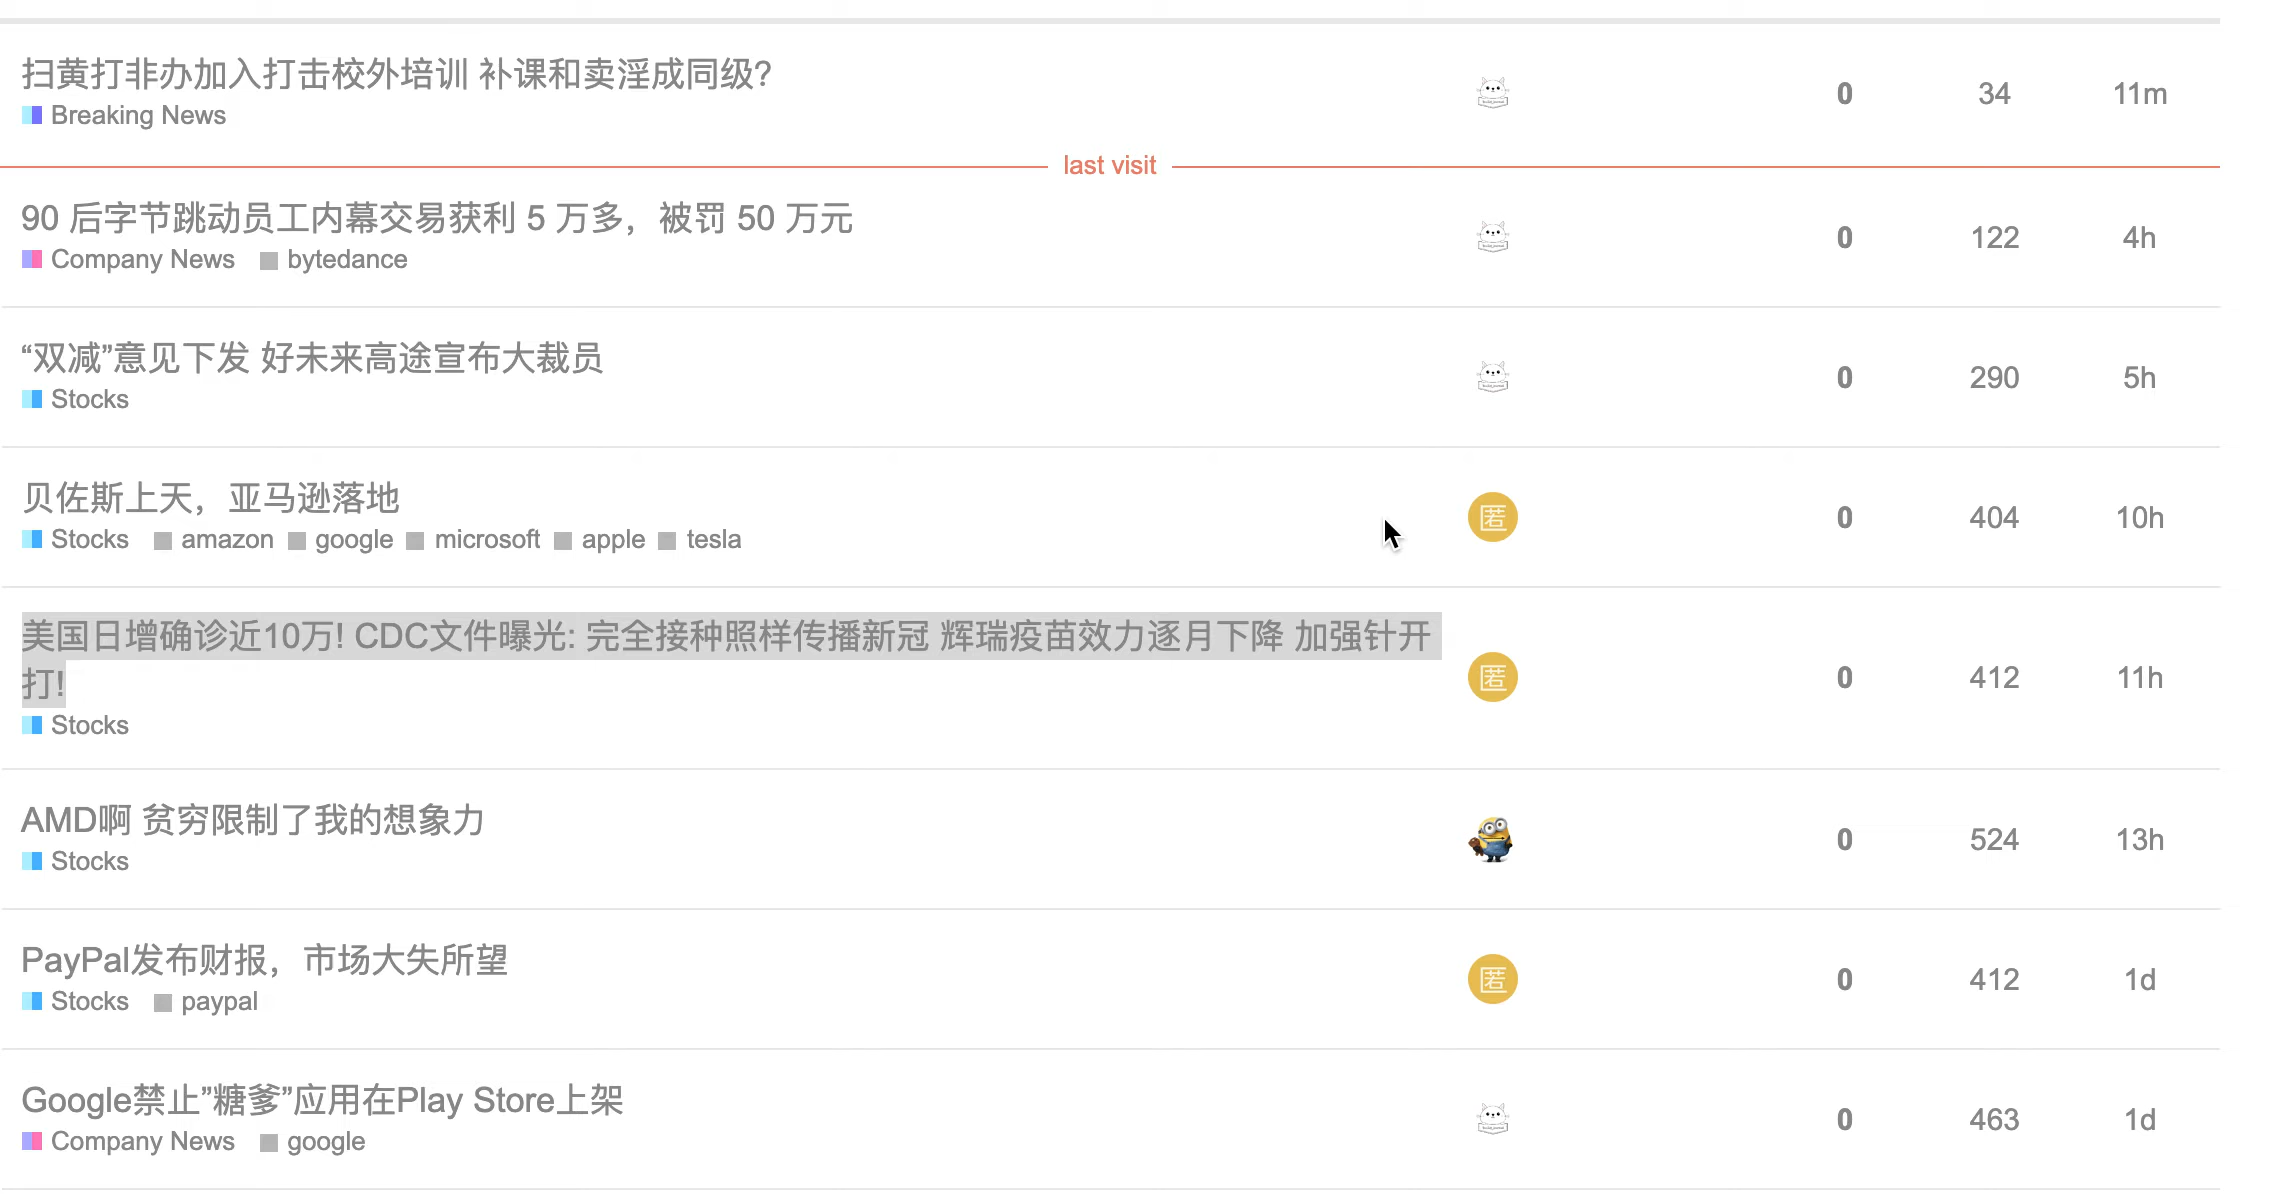 扫黄打非办加入打击校外培训 补课和卖淫成同级?
Breaking News
0 34 11m
last visit
90 后字节跳动员工内幕交易获利 5 万多，被罚 50 万元
Company News bytedance
0 122 4h
“双减”意见下发 好未来高途宣布大裁员
Stocks
0 290 5h
贝佐斯上天，亚马逊落地
Stocks amazon google microsoft apple tesla
匿 0 404 10h
美国日增确诊近10万! CDC文件曝光: 完全接种照样传播新冠 辉瑞疫苗效力逐月下降 加强针开
打!
Stocks
匿 0 412 11h
AMD啊 贫穷限制了我的想象力
Stocks
0 524 13h
PayPal发布财报，市场大失所望
Stocks paypal
匿 0 412 1d
Google禁止”糖爹”应用在Play Store上架
Company News google
0 463 1d